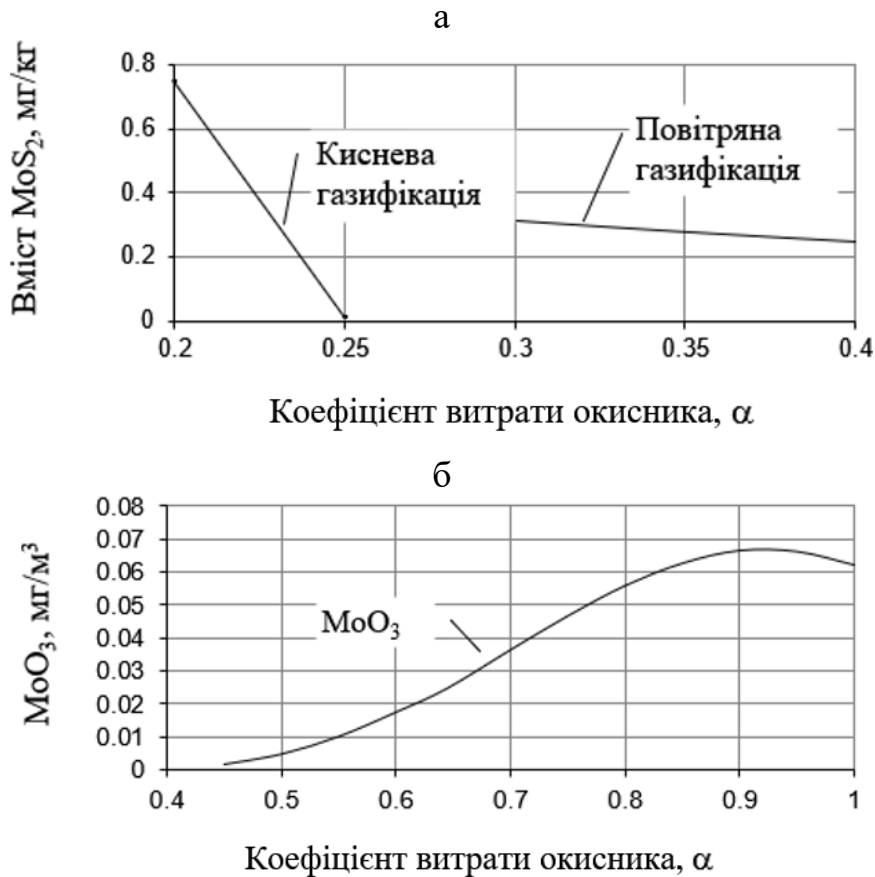 а
Вміст MoS₂, мг/кг
0.8
0.6
0.4
0.2
0
Киснева
газифікація
Повітряна
газифікація
0.2 0.25 0.3 0.35 0.4
Коефіцієнт витрати окисника, α
б
MoO₃, мг/м³
0.08
0.07
0.06
0.05
0.04
0.03
0.02
0.01
0
MoO₃
0.4 0.5 0.6 0.7 0.8 0.9 1
Коефіцієнт витрати окисника, α